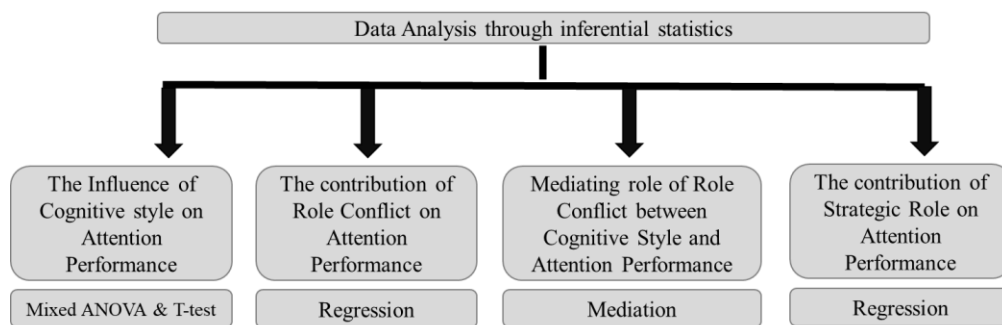 Data Analysis through inferential statistics
The Influence of
Cognitive style on
Attention
Performance
Mixed ANOVA & T-test
The contribution of
Role Conflict on
Attention
Performance
Regression
Mediating role of Role
Conflict between
Cognitive Style and
Attention Performance
Mediation
The contribution of
Strategic Role on
Attention
Performance
Regression